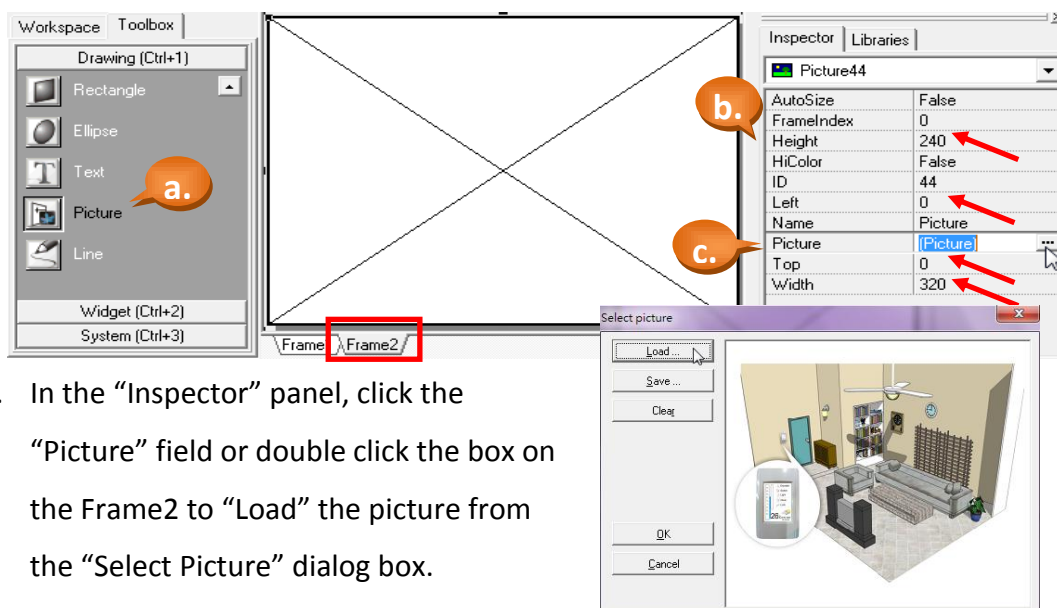 Workspace Toolbox
Drawing (Ctrl+1)
Rectangle
Ellipse
Text
Picture
Line
Widget (Ctrl+2)
System (Ctrl+3)
a.
Frame Frame2
Inspector Libraries
Picture44
b.
AutoSize False
FrameIndex 0
Height 240
HiColor False
ID 44
Left 0
Name Picture
c.
Picture (Picture) ...
Top 0
Width 320
Select picture
Load ...
Save ...
Clear
OK
Cancel
. In the “Inspector” panel, click the
“Picture” field or double click the box on
the Frame2 to “Load” the picture from
the “Select Picture” dialog box.